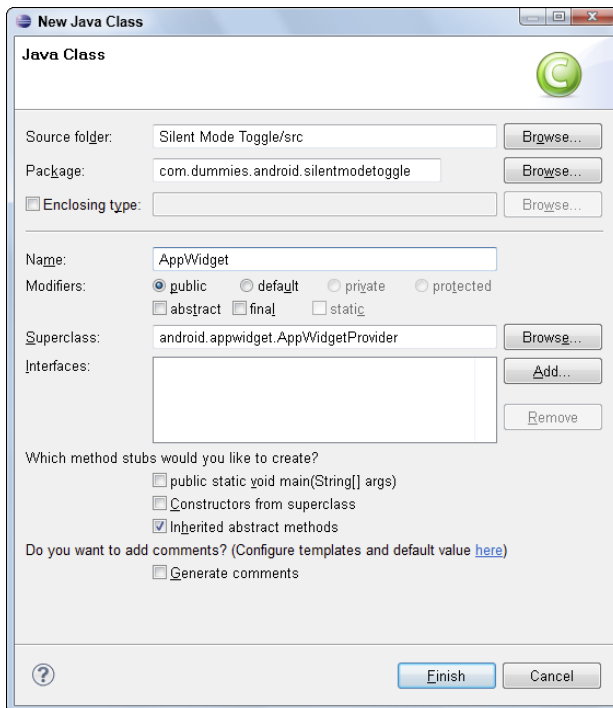 New Java Class
Java Class
Source folder: Silent Mode Toggle/src Browse...
Package: com.dummies.android.silentmodetoggle Browse...
Enclosing type: Browse...
Name: AppWidget
Modifiers: public default private protected
abstract final static
Superclass: android.appwidget.AppWidgetProvider Browse...
Interfaces: Add...
Remove
Which method stubs would you like to create?
public static void main(String[] args)
Constructors from superclass
Inherited abstract methods
Do you want to add comments? (Configure templates and default value here)
Generate comments
? Finish Cancel